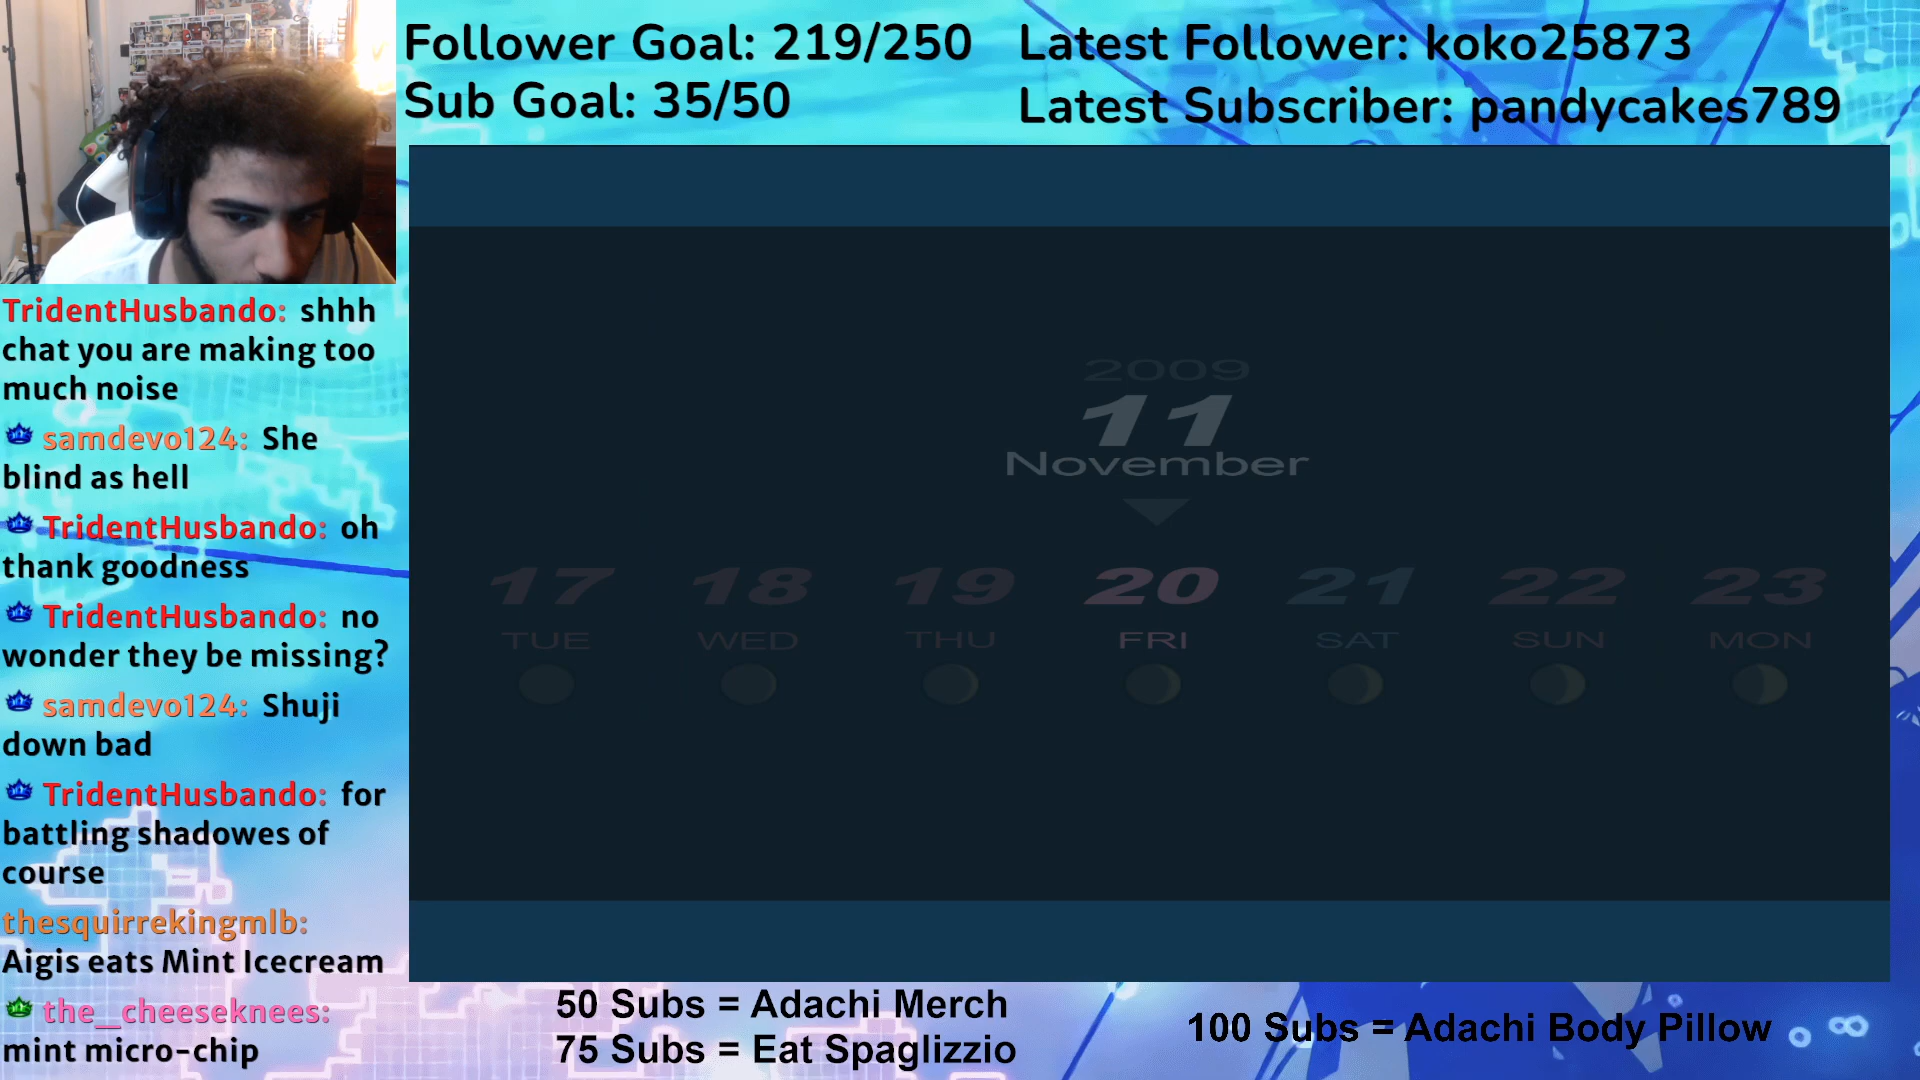 Follower Goal: 219/250
Sub Goal: 35/50
Latest Follower: koko25873
Latest Subscriber: pandycakes789
TridentHusbando: shhh
chat you are making too
much noise
samdevo124: She
blind as hell
TridentHusbando: oh
thank goodness
TridentHusbando: no
wonder they be missing?
samdevo124: Shuji
down bad
TridentHusbando: for
battling shadowes of
course
thesquirrekingmlb:
Aigis eats Mint Icecream
the__cheeseknees:
mint micro-chip
2009
11
November
17 18 19 20 21 22 23
TUE WED THU FRI SAT SUN MON
50 Subs = Adachi Merch
75 Subs = Eat Spaglizzio
100 Subs = Adachi Body Pillow